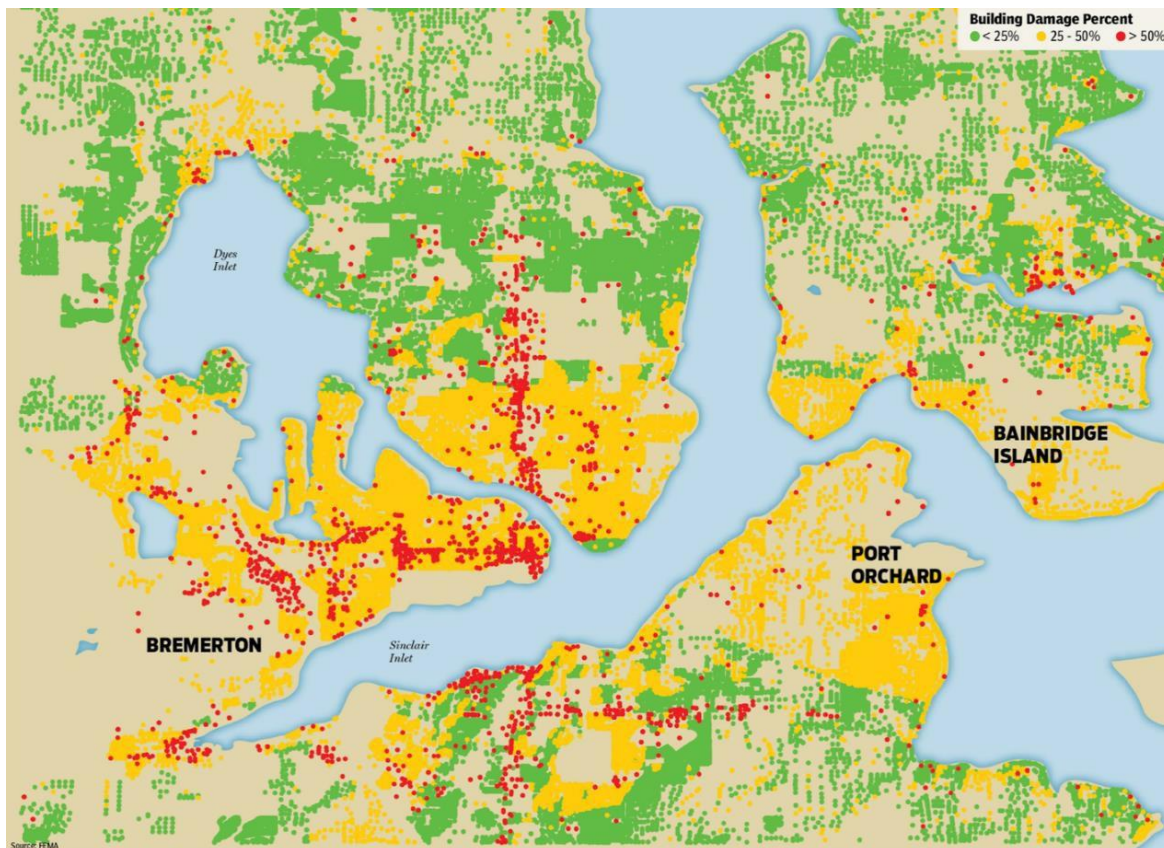 Building Damage Percent
< 25% 25 - 50% > 50%
Dyes
Inlet
BAINBRIDGE
ISLAND
PORT
ORCHARD
BREMERTON
Sinclair
Inlet
Source: FEMA